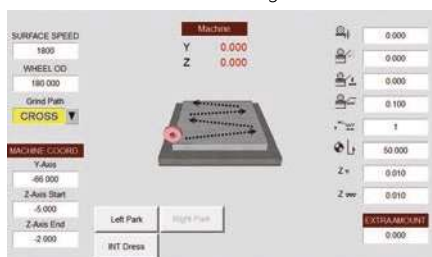 SURFACE SPEED
1800
WHEEL OD
180.000
Grind Path
CROSS
MACHINE COORD
Y-Axis
-66.000
Z-Axis Start
-5.000
Z-Axis End
-2.000
Machine
Y 0.000
Z 0.000
Left Park
Right Park
INT Dress
0.000
0.000
0.000
0.100
1
50.000
Z 0.010
Z 0.010
EXTRA AMOUNT
0.000